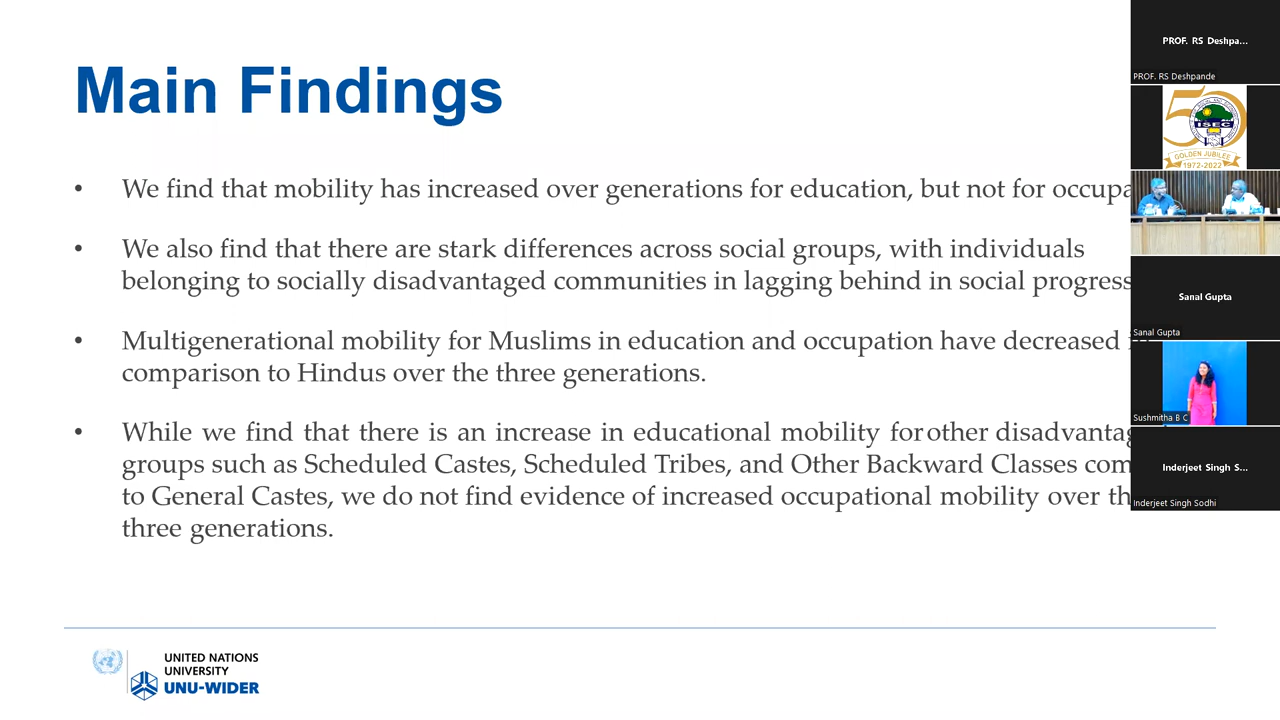 Main Findings
• We find that mobility has increased over generations for education, but not for
• We also find that there are stark differences across social groups, with individuals
belonging to socially disadvantaged communities in lagging behind in social progress
• Multigenerational mobility for Muslims in education and occupation have decreased
comparison to Hindus over the three generations.
• While we find that there is an increase in educational mobility for other
groups such as Scheduled Castes, Scheduled Tribes, and Other Backward Classes
to General Castes, we do not find evidence of increased occupational mobility over
three generations.
UNITED NATIONS
UNIVERSITY
UNU-WIDER
PROF. RS Deshpa...
PROF. RS Deshpande
50
ISEC
GOLDEN JUBILEE
1972-2022
Sanal Gupta
Sanal Gupta
Sushmitha B C
Inderjeet Singh S...
Inderjeet Singh Sodhi